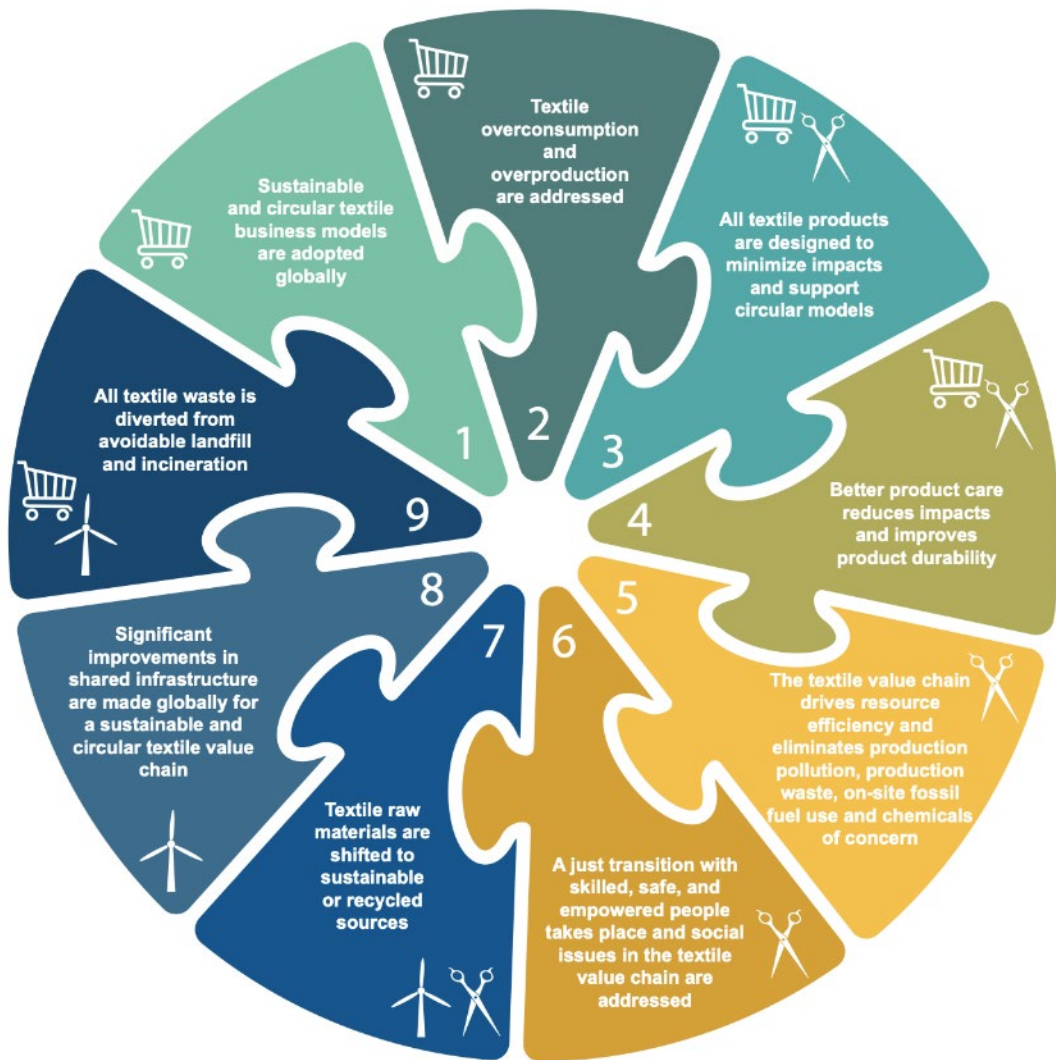 Sustainable
and circular textile
business models
are adopted
globally
1
Textile
overconsumption
and
overproduction
are addressed
2
All textile products
are designed to
minimize impacts
and support
circular models
3
Better product care
reduces impacts
and improves
product durability
4
The textile value chain
drives resource
efficiency and
eliminates production
pollution, production
waste, on-site fossil
fuel use and chemicals
of concern
5
A just transition with
skilled, safe, and
empowered people
takes place and social
issues in the textile
value chain are
addressed
6
Textile raw
materials are
shifted to
sustainable
or recycled
sources
7
Significant
improvements in
shared infrastructure
are made globally for
a sustainable and
circular textile value
chain
8
All textile waste is
diverted from
avoidable landfill
and incineration
9